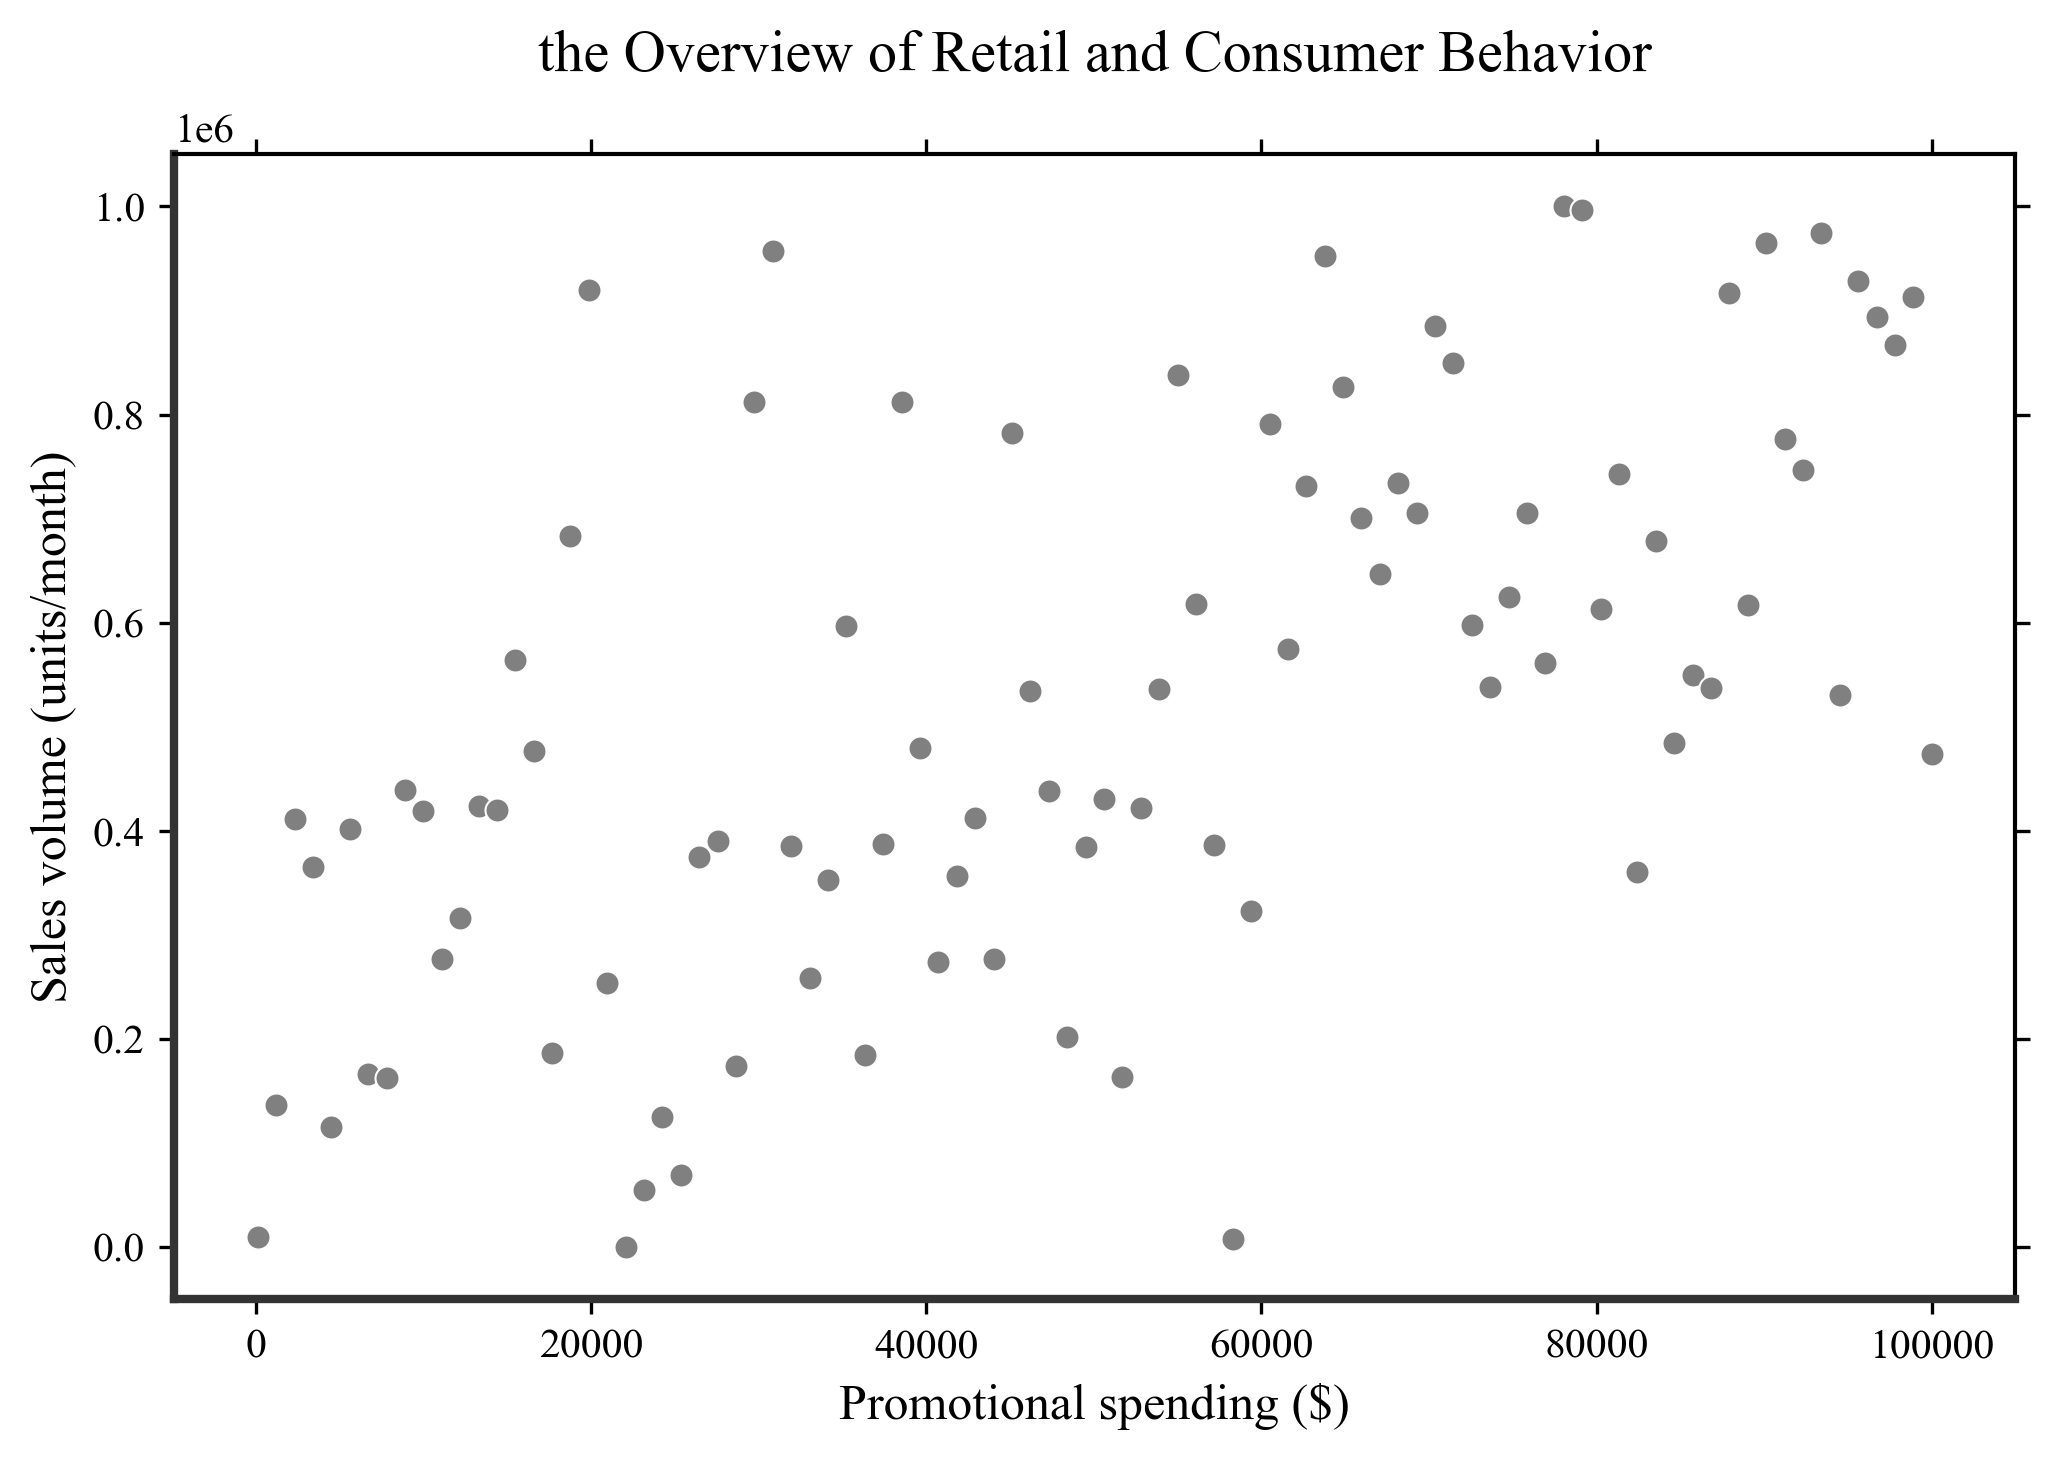 the Overview of Retail and Consumer Behavior
1e6
1.0
0.8
0.6
0.4
0.2
0.0
Sales volume (units/month)
0 20000 40000 60000 80000 100000
Promotional spending ($)